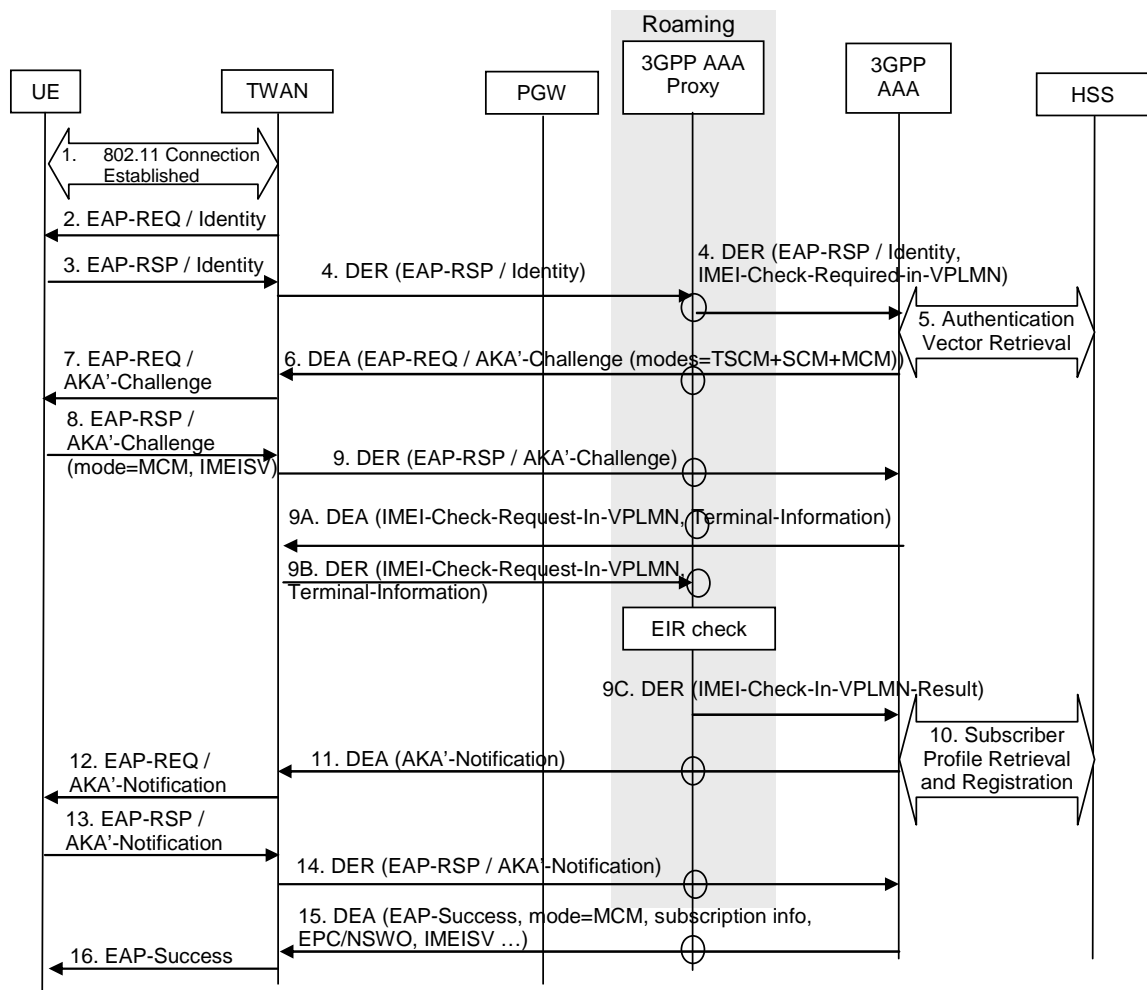 Roaming
UE
TWAN
PGW
3GPP AAA
Proxy
3GPP
AAA
HSS
1. 802.11 Connection
Established
2. EAP-REQ / Identity
3. EAP-RSP / Identity
4. DER (EAP-RSP / Identity)
4. DER (EAP-RSP / Identity,
IMEI-Check-Required-in-VPLMN)
5. Authentication
Vector Retrieval
6. DEA (EAP-REQ / AKA'-Challenge (modes=TSCM+SCM+MCM))
7. EAP-REQ /
AKA'-Challenge
8. EAP-RSP /
AKA'-Challenge
(mode=MCM, IMEISV)
9. DER (EAP-RSP / AKA'-Challenge)
9A. DEA (IMEI-Check-Request-In-VPLMN, Terminal-Information)
9B. DER (IMEI-Check-Request-In-VPLMN,
Terminal-Information)
EIR check
9C. DER (IMEI-Check-In-VPLMN-Result)
10. Subscriber
Profile Retrieval
and Registration
11. DEA (AKA'-Notification)
12. EAP-REQ /
AKA'-Notification
13. EAP-RSP /
AKA'-Notification
14. DER (EAP-RSP / AKA'-Notification)
15. DEA (EAP-Success, mode=MCM, subscription info,
EPC/NSWO, IMEISV ...)
16. EAP-Success